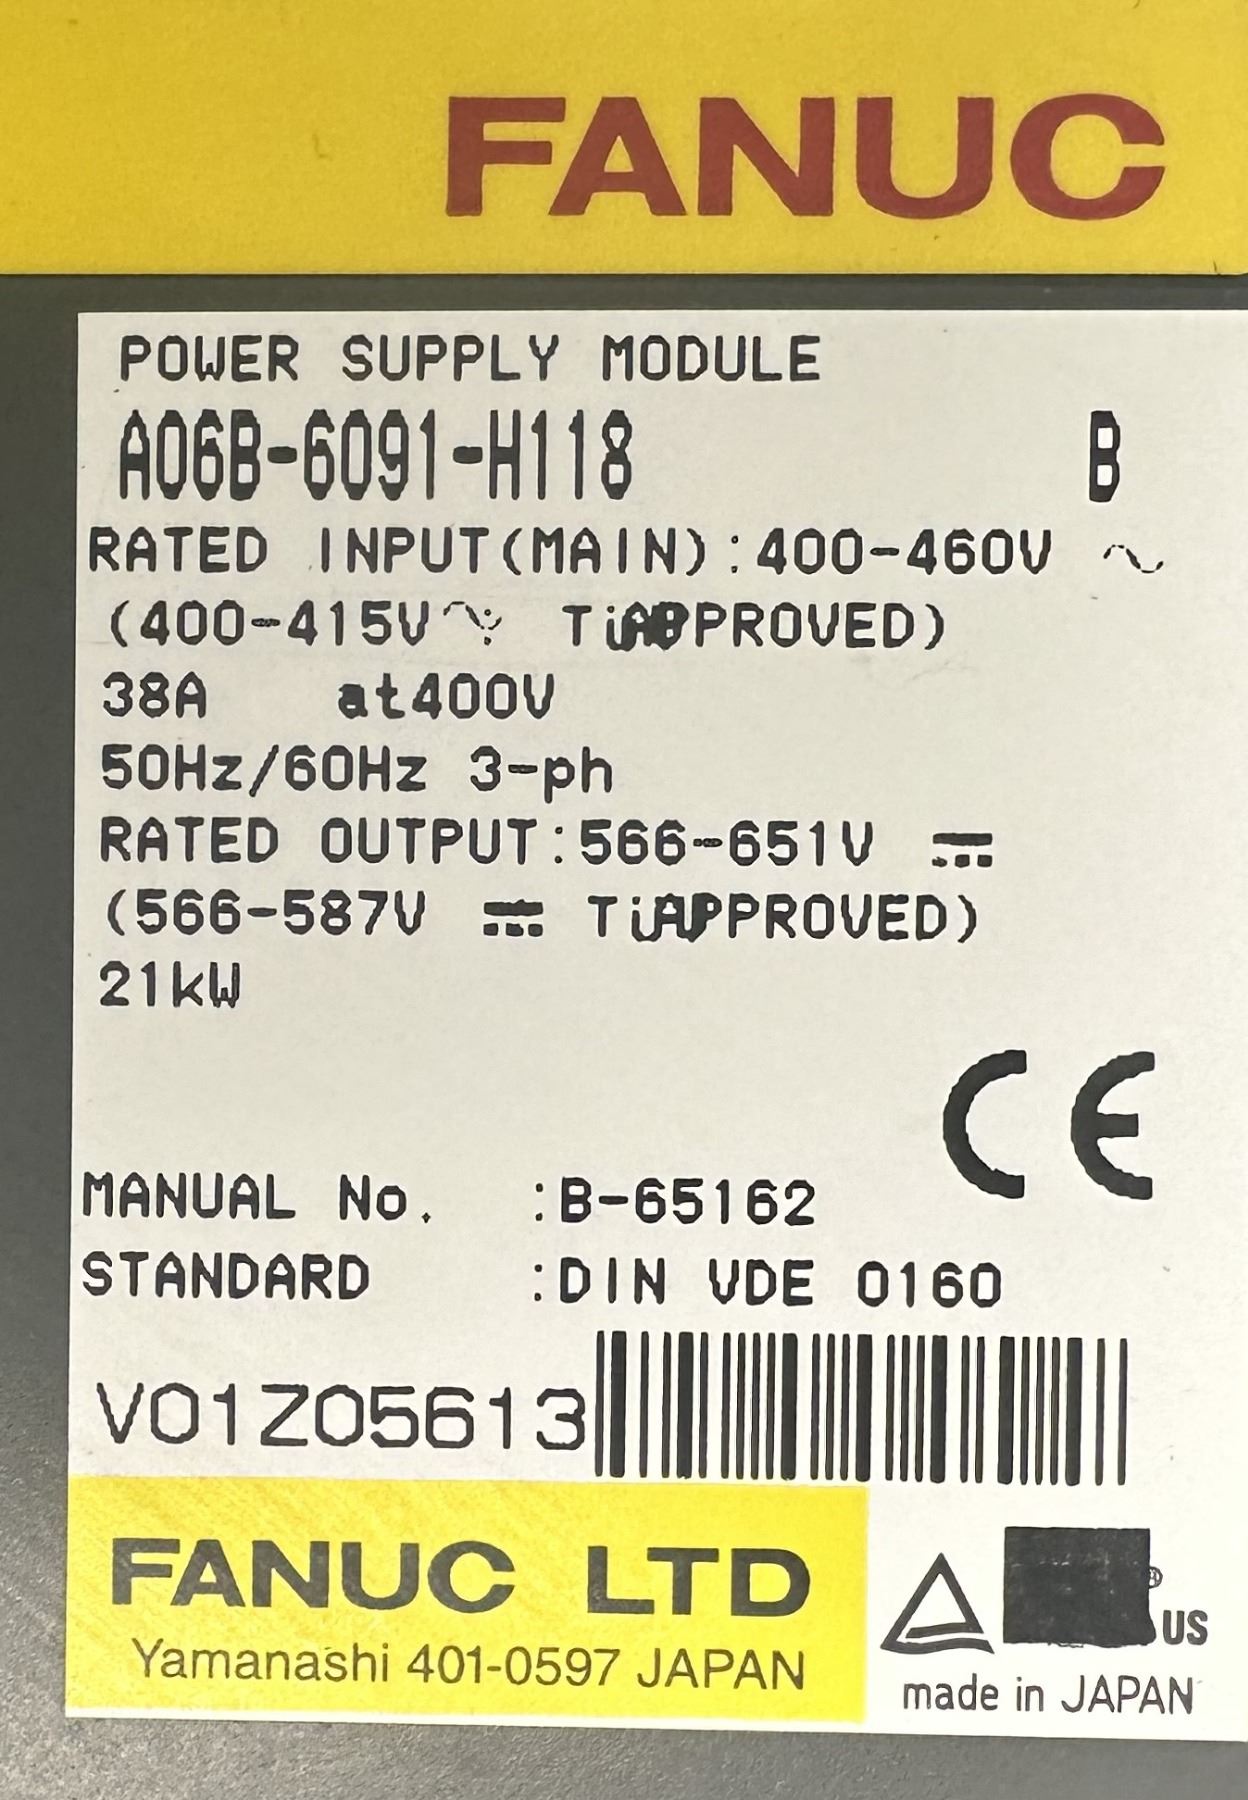 FANUC
POWER SUPPLY MODULE
A06B-6091-H118 B
RATED INPUT(MAIN):400-460V ~
(400-415V~ APPROVED)
38A at400V
50Hz/60Hz 3-ph
RATED OUTPUT:566-651V ⎓
(566-587V ⎓ APPROVED)
21kW
CE
MANUAL No. :B-65162
STANDARD :DIN VDE 0160
V01Z05613
FANUC LTD
Yamanashi 401-0597 JAPAN
® US
made in JAPAN